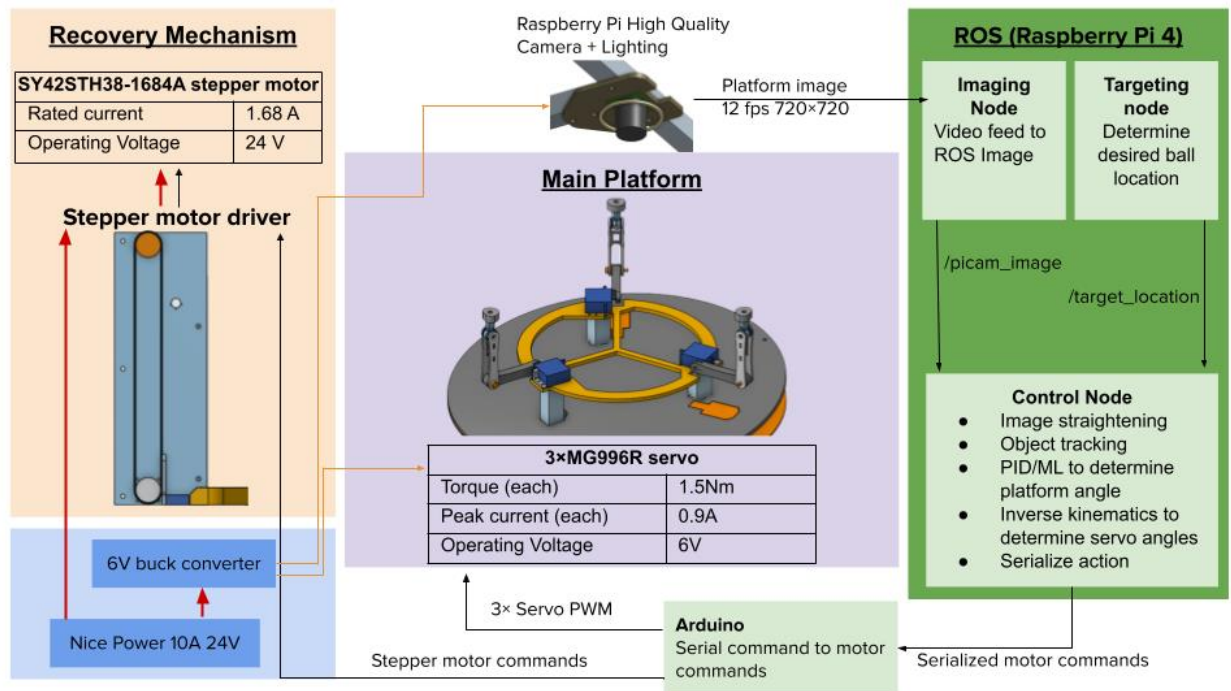 Recovery Mechanism
SY42STH38-1684A stepper motor
Rated current 1.68 A
Operating Voltage 24 V
Stepper motor driver
6V buck converter
Nice Power 10A 24V
Raspberry Pi High Quality
Camera + Lighting
Platform image
12 fps 720×720
Main Platform
3×MG996R servo
Torque (each) 1.5Nm
Peak current (each) 0.9A
Operating Voltage 6V
3× Servo PWM
Stepper motor commands
Arduino
Serial command to motor
commands
Serialized motor commands
ROS (Raspberry Pi 4)
Imaging
Node
Video feed to
ROS Image
Targeting
node
Determine
desired ball
location
/picam_image
/target_location
Control Node
● Image straightening
● Object tracking
● PID/ML to determine
platform angle
● Inverse kinematics to
determine servo angles
● Serialize action